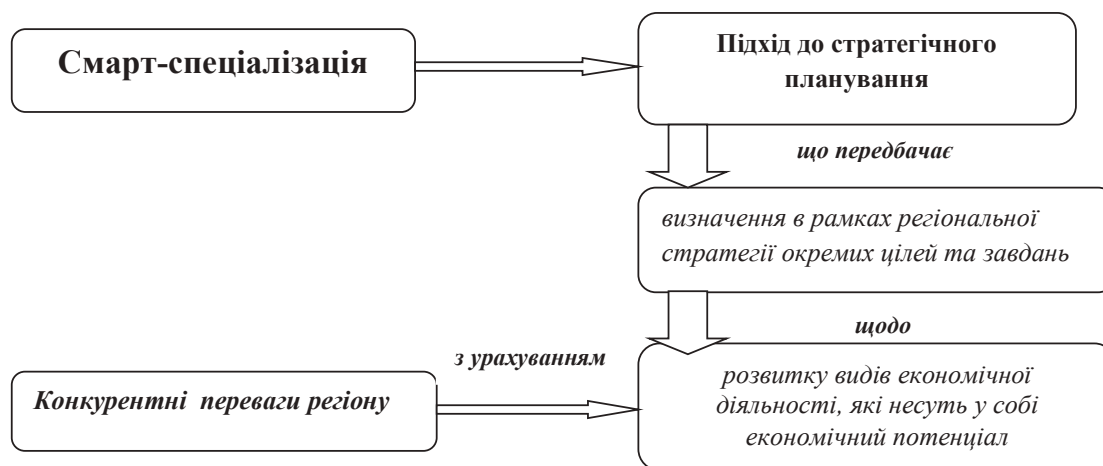 Смарт-спеціалізація
Підхід до стратегічного
планування
що передбачає
визначення в рамках регіональної
стратегії окремих цілей та завдань
щодо
з урахуванням
Конкурентні переваги регіону
розвитку видів економічної
діяльності, які несуть у собі
економічний потенціал